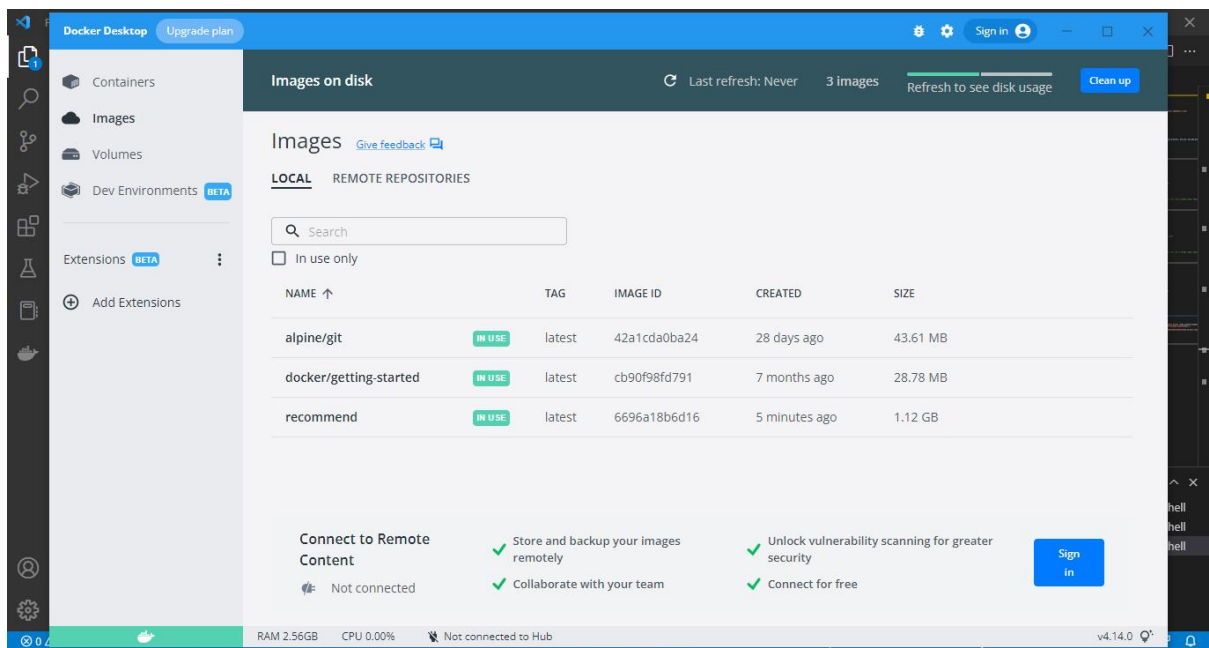 Docker Desktop Upgrade plan Sign in
Containers
Images
Volumes
Dev Environments BETA
Extensions BETA
Add Extensions
Images on disk Last refresh: Never 3 images Refresh to see disk usage Clean up
Images Give feedback
LOCAL REMOTE REPOSITORIES
Search
In use only
NAME TAG IMAGE ID CREATED SIZE
alpine/git IN USE latest 42a1cda0ba24 28 days ago 43.61 MB
docker/getting-started IN USE latest cb90f98fd791 7 months ago 28.78 MB
recommend IN USE latest 6696a18b6d16 5 minutes ago 1.12 GB
Connect to Remote
Content
Not connected
Store and backup your images
remotely
Collaborate with your team
Unlock vulnerability scanning for greater
security
Connect for free
Sign
in
hell
hell
hell
RAM 2.56GB CPU 0.00% Not connected to Hub v4.14.0
1
0